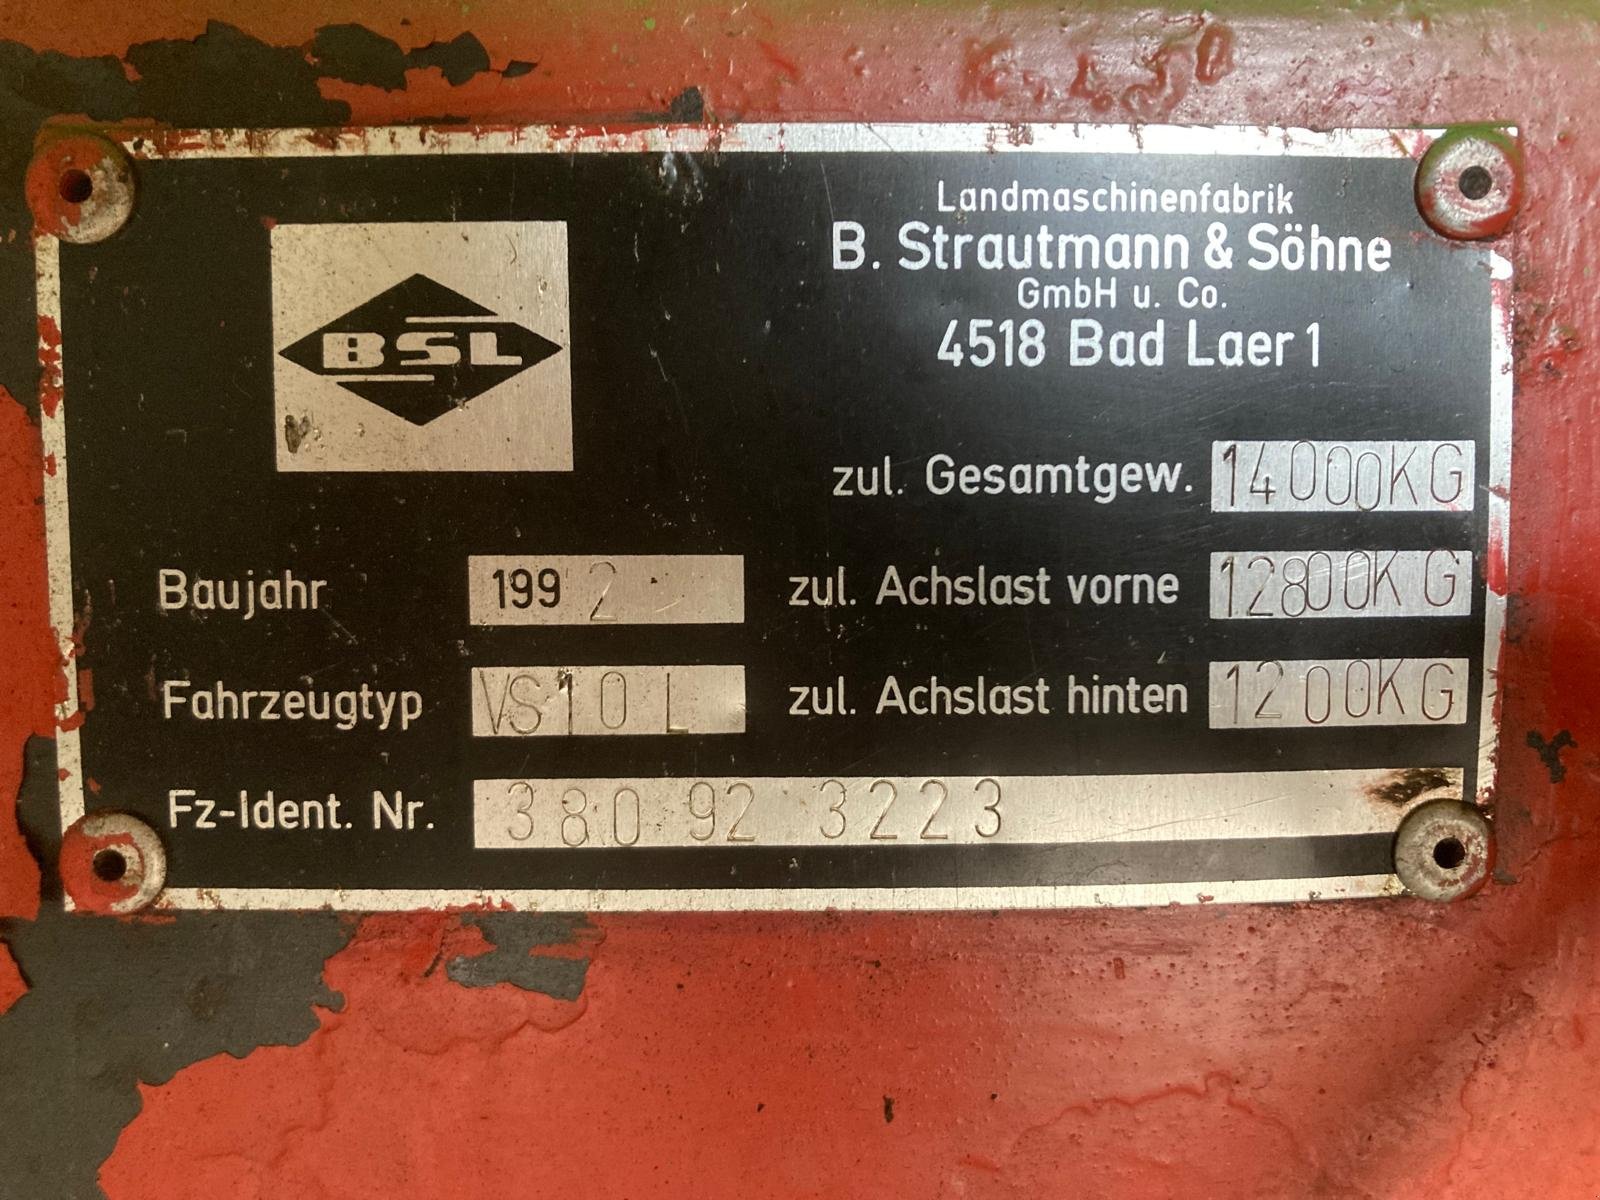 BSL
Landmaschinenfabrik
B. Strautmann & Söhne
GmbH u. Co.
4518 Bad Laer 1
zul. Gesamtgew. 14000KG
Baujahr 1992 zul. Achslast vorne 12800KG
Fahrzeugtyp VS10 L zul. Achslast hinten 1200KG
Fz-Ident. Nr. 380 92 3223